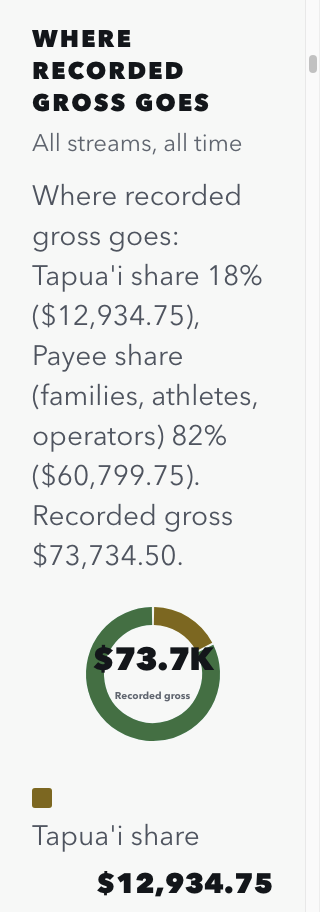 WHERE
RECORDED
GROSS GOES
All streams, all time
Where recorded
gross goes:
Tapua'i share 18%
($12,934.75),
Payee share
(families, athletes,
operators) 82%
($60,799.75).
Recorded gross
$73,734.50.
$73.7K
Recorded gross
Tapua'i share
$12,934.75